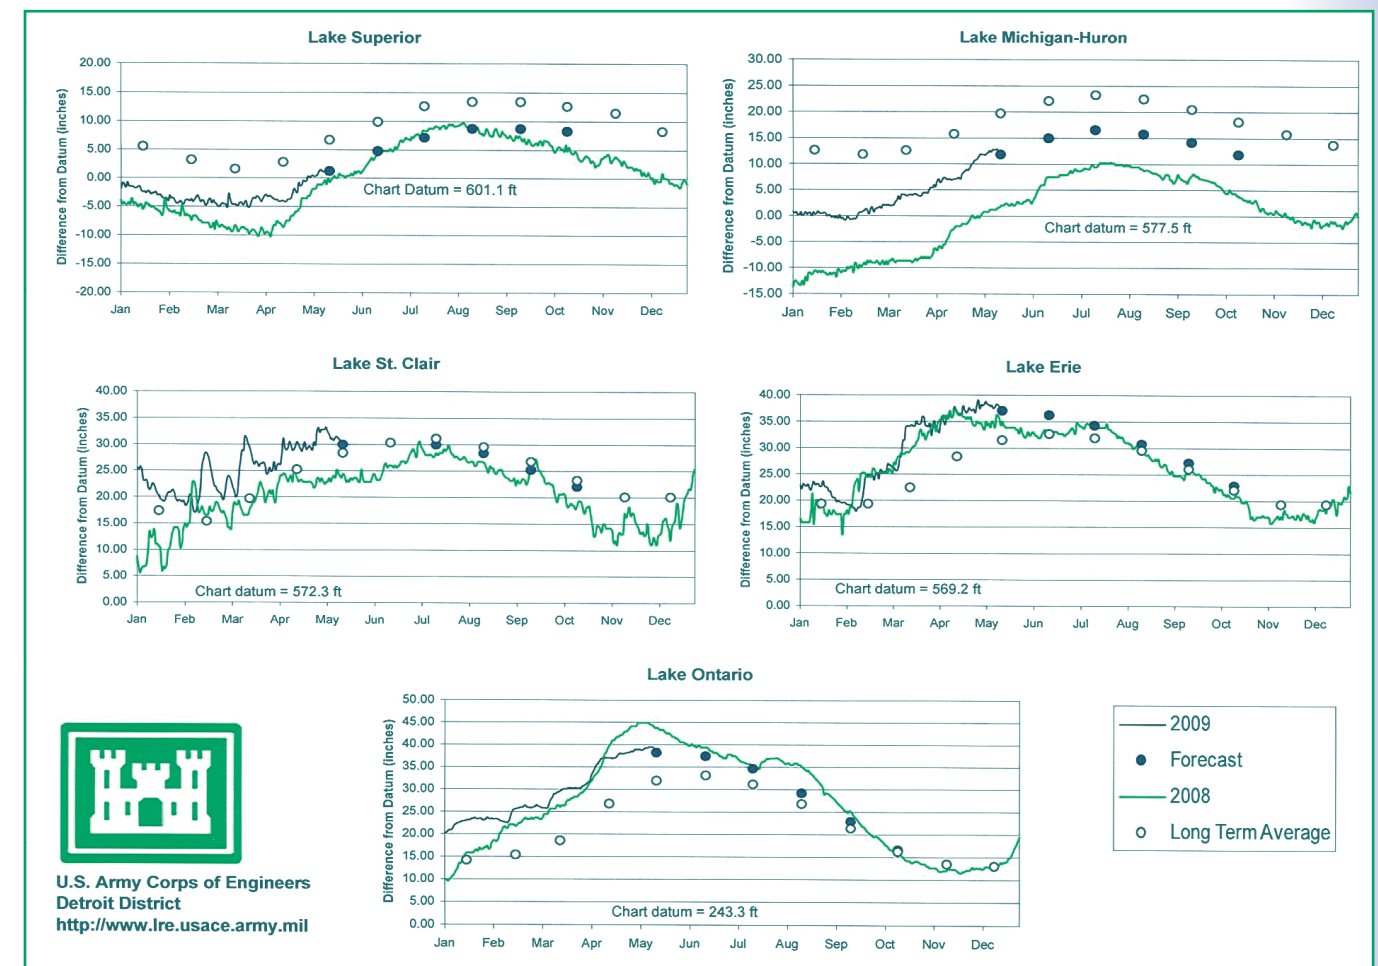 Lake Superior
Difference from Datum (inches)
20.00
15.00
10.00
5.00
0.00
-5.00
-10.00
-15.00
-20.00
Chart Datum = 601.1 ft
Jan Feb Mar Apr May Jun Jul Aug Sep Oct Nov Dec
Lake Michigan-Huron
Difference from Datum (inches)
30.00
25.00
20.00
15.00
10.00
5.00
0.00
-5.00
-10.00
-15.00
Chart datum = 577.5 ft
Jan Feb Mar Apr May Jun Jul Aug Sep Oct Nov Dec
Lake St. Clair
Difference from Datum (inches)
40.00
35.00
30.00
25.00
20.00
15.00
10.00
5.00
0.00
Chart datum = 572.3 ft
Jan Feb Mar Apr May Jun Jul Aug Sep Oct Nov Dec
Lake Erie
Difference from Datum (inches)
40.00
35.00
30.00
25.00
20.00
15.00
10.00
5.00
0.00
Chart datum = 569.2 ft
Jan Feb Mar Apr May Jun Jul Aug Sep Oct Nov Dec
Lake Ontario
Difference from Datum (inches)
50.00
45.00
40.00
35.00
30.00
25.00
20.00
15.00
10.00
5.00
0.00
Chart datum = 243.3 ft
Jan Feb Mar Apr May Jun Jul Aug Sep Oct Nov Dec
2009
Forecast
2008
Long Term Average
U.S. Army Corps of Engineers
Detroit District
http://www.lre.usace.army.mil